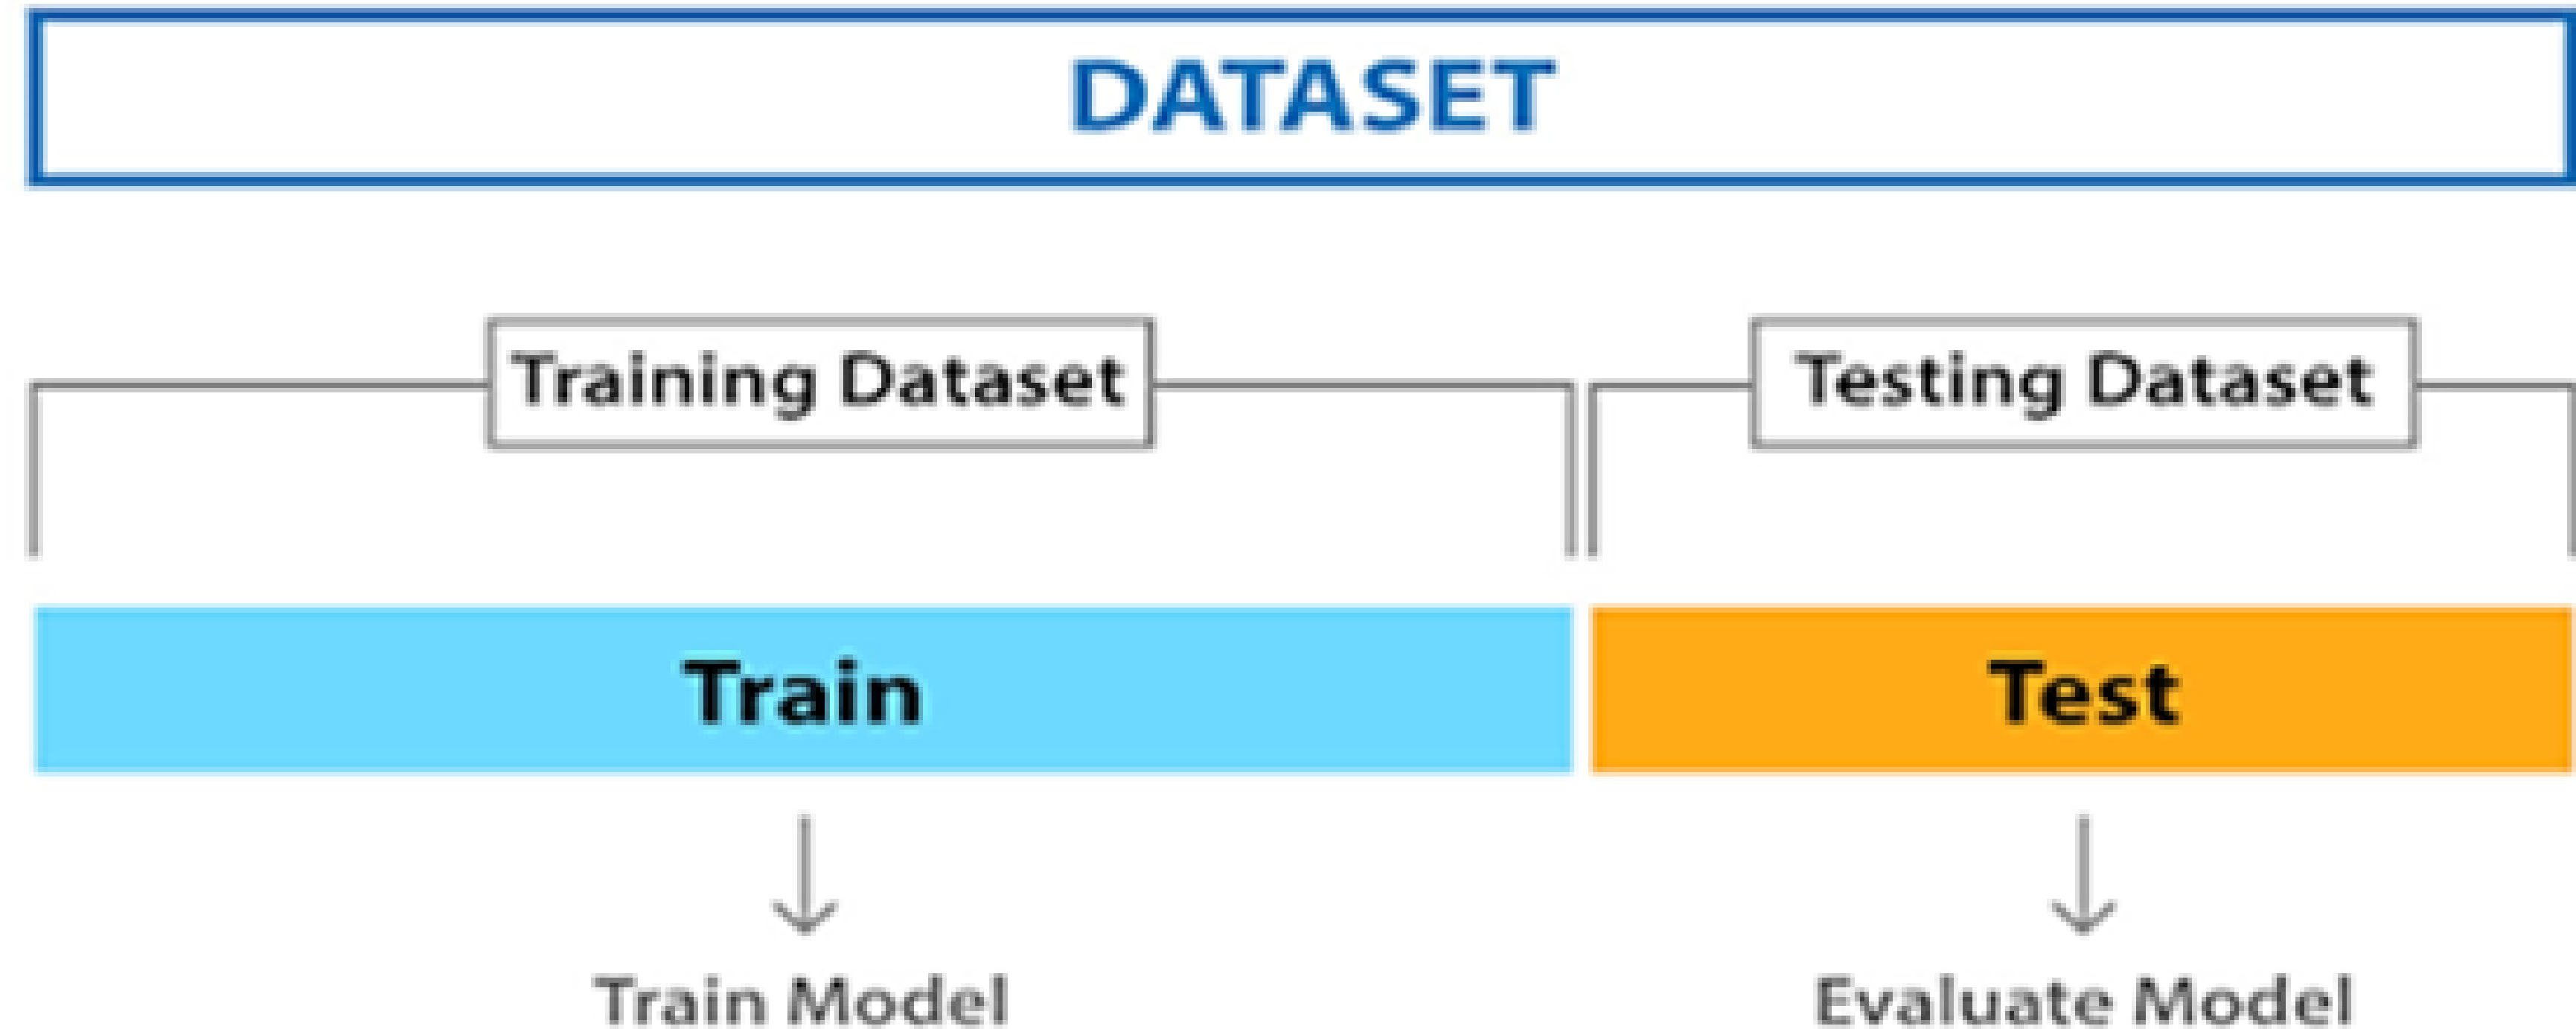 DATASET
Training Dataset
Testing Dataset
Train
Test
Train Model
Evaluate Model